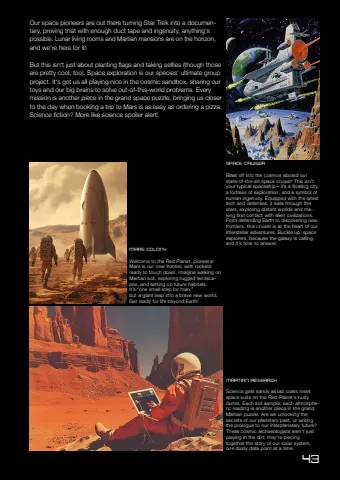 Our space pioneers are out there turning Star Trek into a documen-
tary, proving that with enough duct tape and ingenuity, anything's
possible. Lunar living rooms and Martian mansions are on the horizon,
and we're here for it!
But this isn't just about planting flags and taking selfies (though those
are pretty cool, too). Space exploration is our species' ultimate group
project. It's got us all playing nice in the cosmic sandbox, sharing our
toys and our big brains to solve out-of-this-world problems. Every
mission is another piece in the grand space puzzle, bringing us closer
to the day when booking a trip to Mars is as easy as ordering a pizza.
Science fiction? More like science spoiler alert!
SPACE CRUISER
Blast off into the cosmos aboard our
state-of-the-art space cruiser! This isn't
your typical spaceship—it's a floating city,
a fortress of exploration, and a symbol of
human ingenuity. Equipped with the latest
tech and defenses, it sails through the
stars, exploring distant worlds and ma-
king first contact with alien civilizations.
From defending Earth to discovering new
frontiers, this cruiser is at the heart of our
interstellar adventures. Buckle up, space
explorers, because the galaxy is calling,
and it's time to answer.
MARS COLONY
Welcome to the Red Planet, pioneers!
Mars is our new frontier, with rockets
ready to touch down. Imagine walking on
Martian soil, exploring rugged landsca-
pes, and setting up future habitats.
It's "one small step for man,"
but a giant leap into a brave new world.
Get ready for life beyond Earth!
MARTIAN RESEARCH
Science gets sandy as lab coats meet
space suits on the Red Planet's rusty
dunes. Each soil sample, each atmosphe-
ric reading is another piece in the grand
Martian puzzle. Are we unlocking the
secrets of our planetary past, or writing
the prologue to our interplanetary future?
These cosmic archaeologists aren't just
playing in the dirt; they're piecing
together the story of our solar system,
one dusty data point at a time.
43